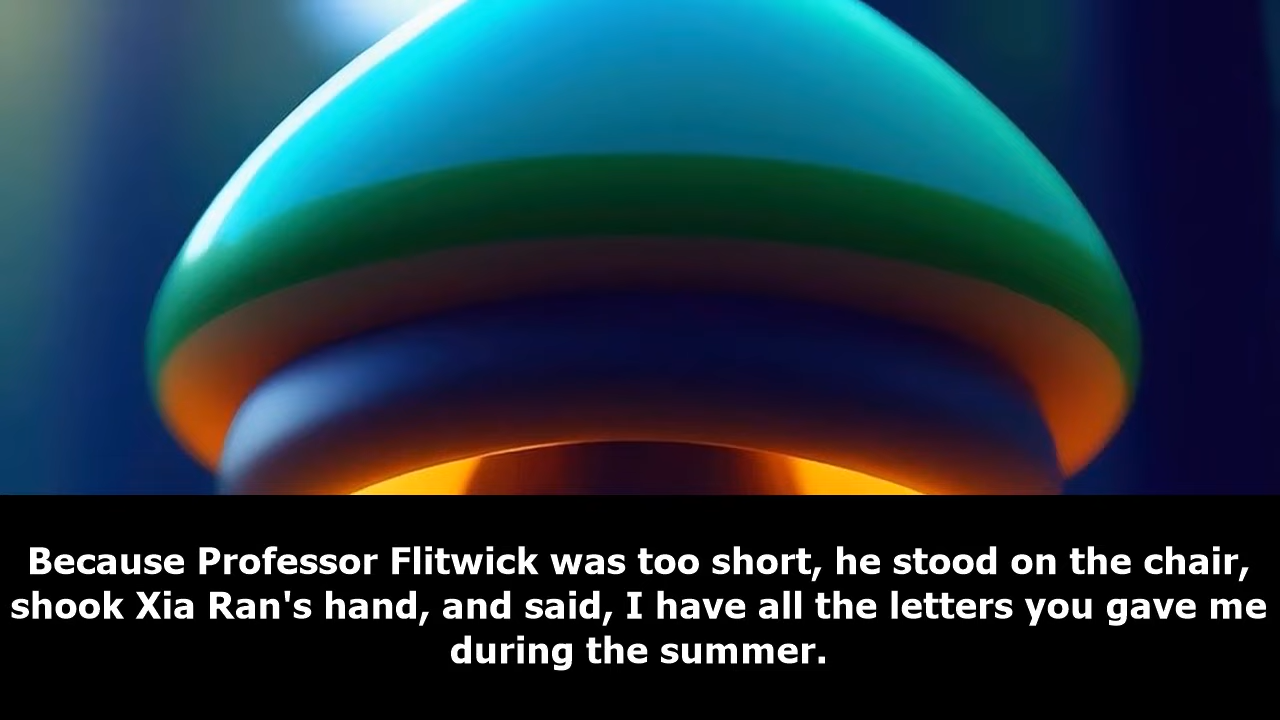 Because Professor Flitwick was too short, he stood on the chair,
shook Xia Ran's hand, and said, I have all the letters you gave me
during the summer.